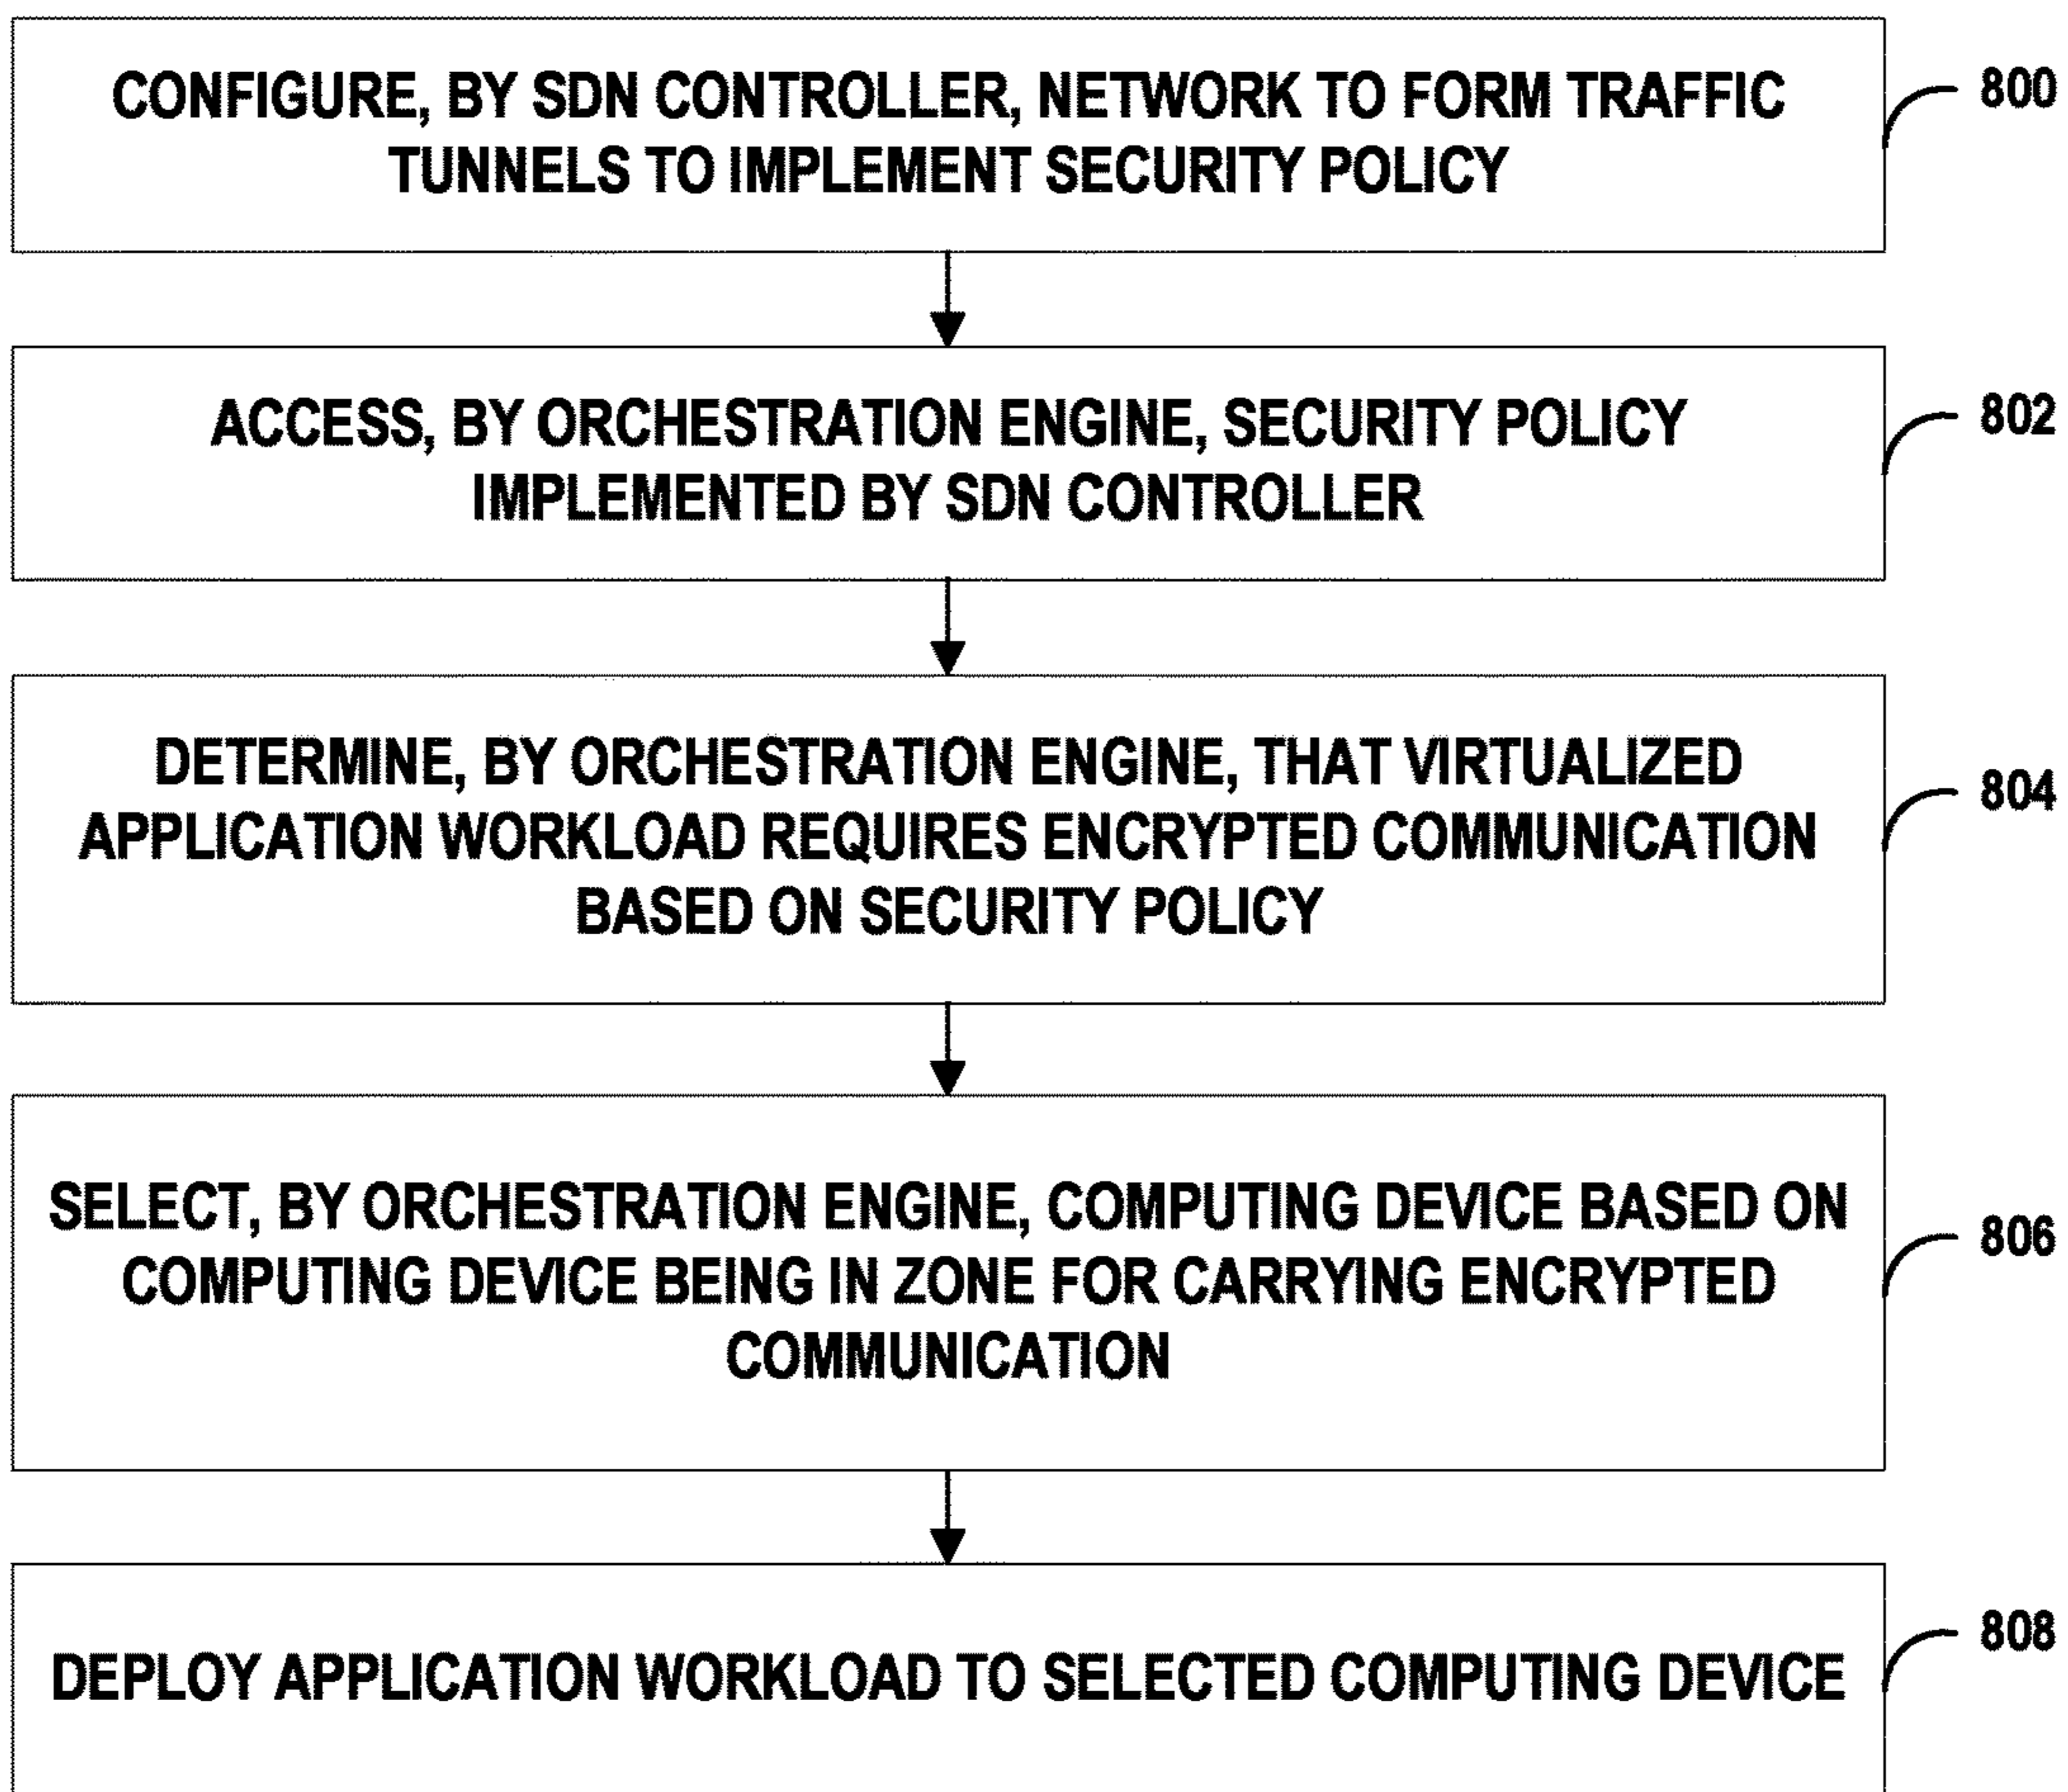 CONFIGURE, BY SDN CONTROLLER, NETWORK TO FORM TRAFFIC
TUNNELS TO IMPLEMENT SECURITY POLICY
800
ACCESS, BY ORCHESTRATION ENGINE, SECURITY POLICY
IMPLEMENTED BY SDN CONTROLLER
802
DETERMINE, BY ORCHESTRATION ENGINE, THAT VIRTUALIZED
APPLICATION WORKLOAD REQUIRES ENCRYPTED COMMUNICATION
BASED ON SECURITY POLICY
804
SELECT, BY ORCHESTRATION ENGINE, COMPUTING DEVICE BASED ON
COMPUTING DEVICE BEING IN ZONE FOR CARRYING ENCRYPTED
COMMUNICATION
806
DEPLOY APPLICATION WORKLOAD TO SELECTED COMPUTING DEVICE
808